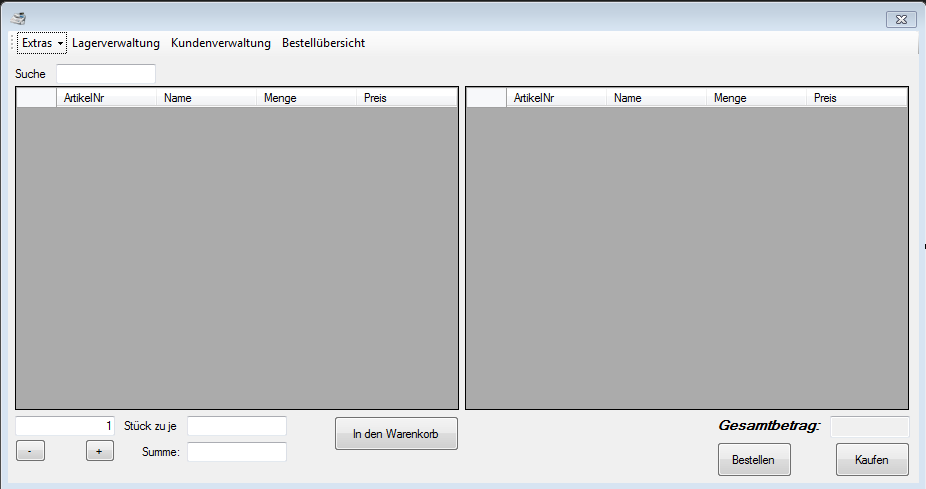 Extras Lagerverwaltung Kundenverwaltung Bestellübersicht
Suche
ArtikelNr Name Menge Preis ArtikelNr Name Menge Preis
1 Stück zu je In den Warenkorb Gesamtbetrag:
- + Summe: Bestellen Kaufen